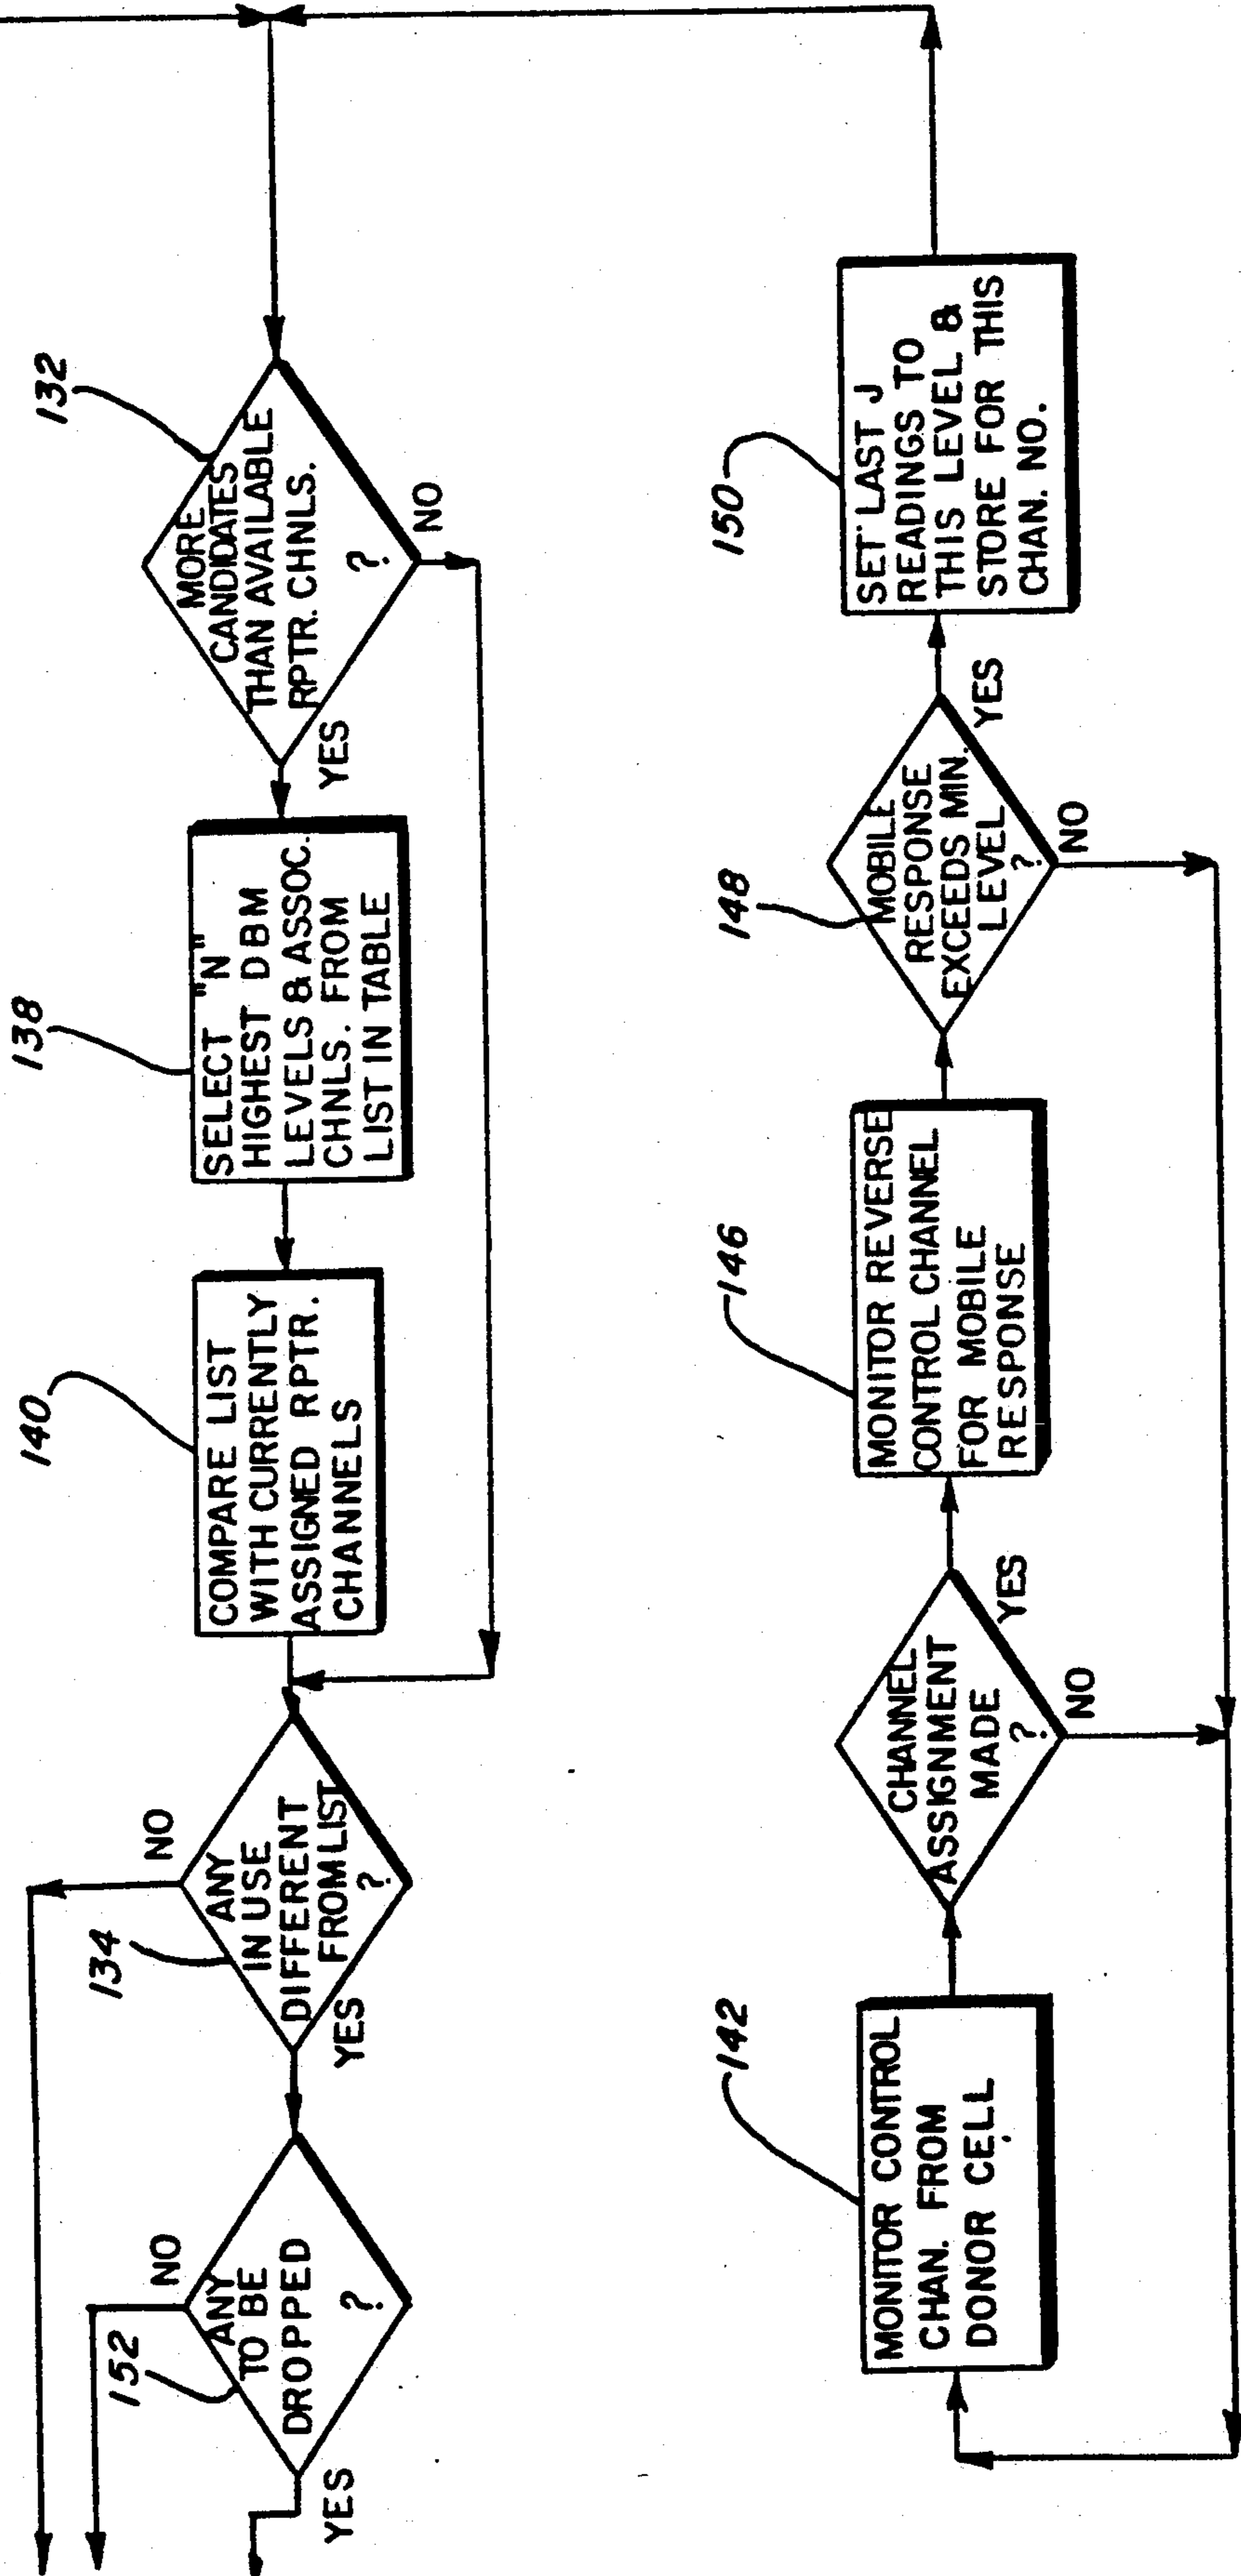 132
MORE
CANDIDATES
THAN AVAILABLE
RPTR. CHNLS.
?
NO
YES
138
SELECT "N"
HIGHEST DBM
LEVELS & ASSOC.
CHNLS. FROM
LIST IN TABLE
140
COMPARE LIST
WITH CURRENTLY
ASSIGNED RPTR.
CHANNELS
134
ANY
IN USE
DIFFERENT
FROM LIST
?
NO
YES
152
ANY
TO BE
DROPPED
?
NO
YES
142
MONITOR CONTROL
CHAN. FROM
DONOR CELL
CHANNEL
ASSIGNMENT
MADE
?
YES
NO
146
MONITOR REVERSE
CONTROL CHANNEL
FOR MOBILE
RESPONSE
148
MOBILE
RESPONSE
EXCEEDS MIN.
LEVEL
?
YES
NO
150
SET LAST J
READINGS TO
THIS LEVEL &
STORE FOR THIS
CHAN. NO.